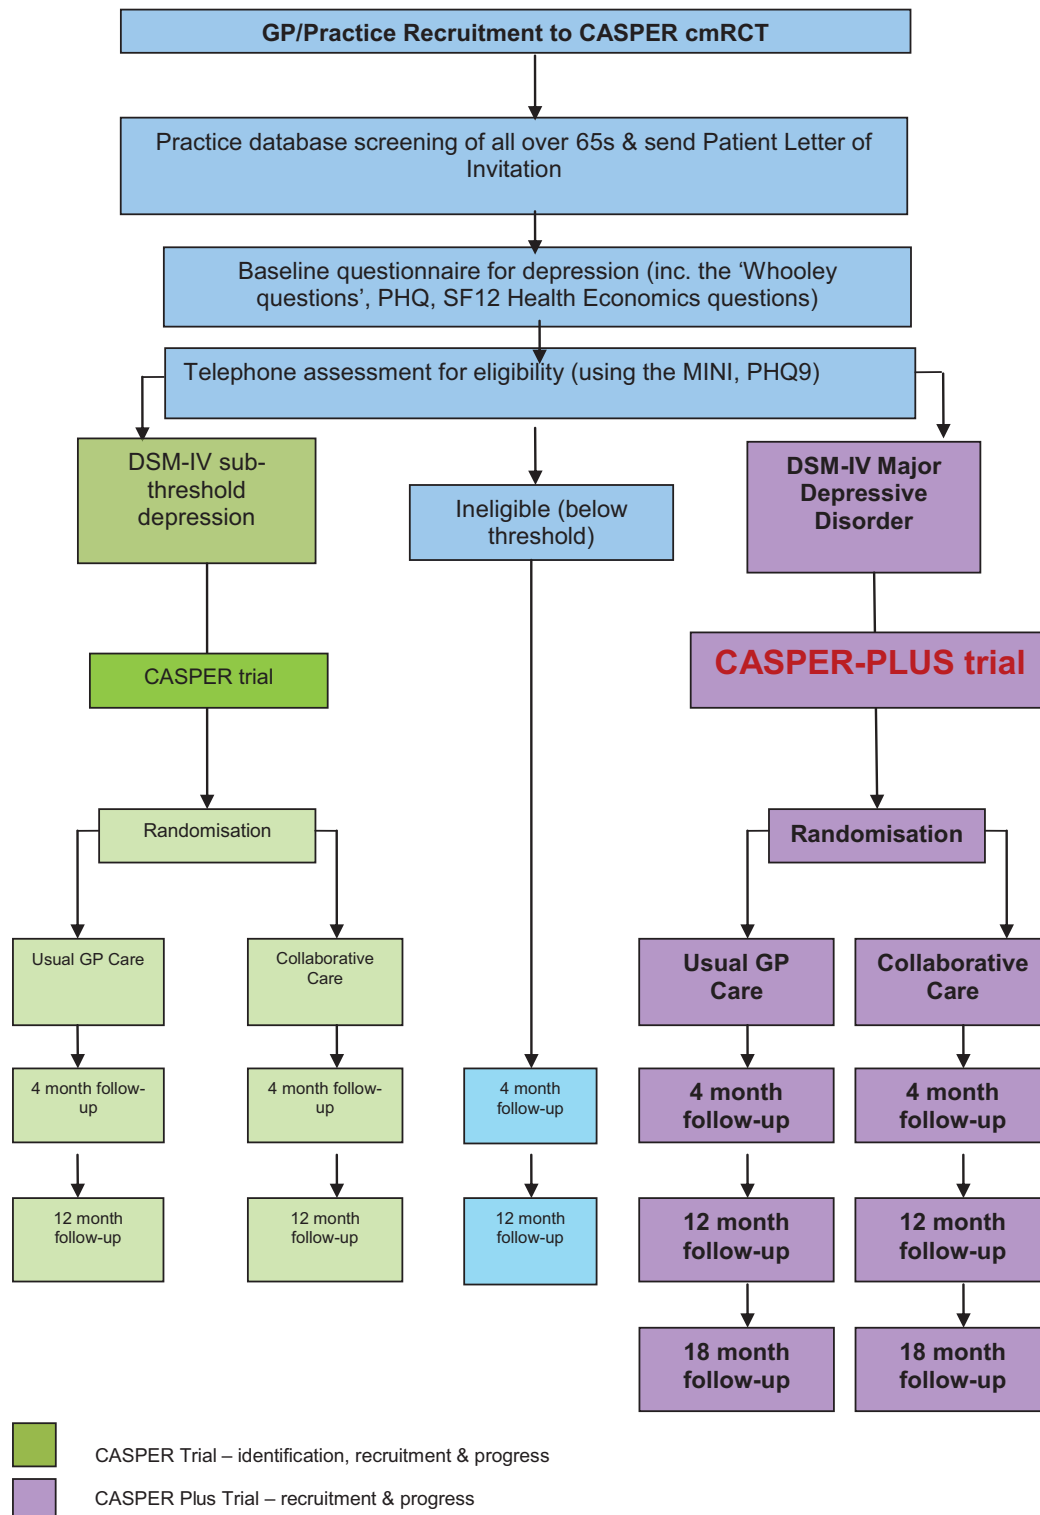 GP/Practice Recruitment to CASPER cmRCT
Practice database screening of all over 65s & send Patient Letter of
Invitation
Baseline questionnaire for depression (inc. the ‘Whooley
questions’, PHQ, SF12 Health Economics questions)
Telephone assessment for eligibility (using the MINI, PHQ9)
DSM-IV sub-
threshold
depression
Ineligible (below
threshold)
DSM-IV Major
Depressive
Disorder
CASPER trial
CASPER-PLUS trial
Randomisation
Randomisation
Usual GP Care
Collaborative
Care
Usual GP
Care
Collaborative
Care
4 month follow-
up
4 month follow-
up
4 month
follow-up
4 month
follow-up
4 month
follow-up
12 month
follow-up
12 month
follow-up
12 month
follow-up
12 month
follow-up
12 month
follow-up
18 month
follow-up
18 month
follow-up
CASPER Trial – identification, recruitment & progress
CASPER Plus Trial – recruitment & progress